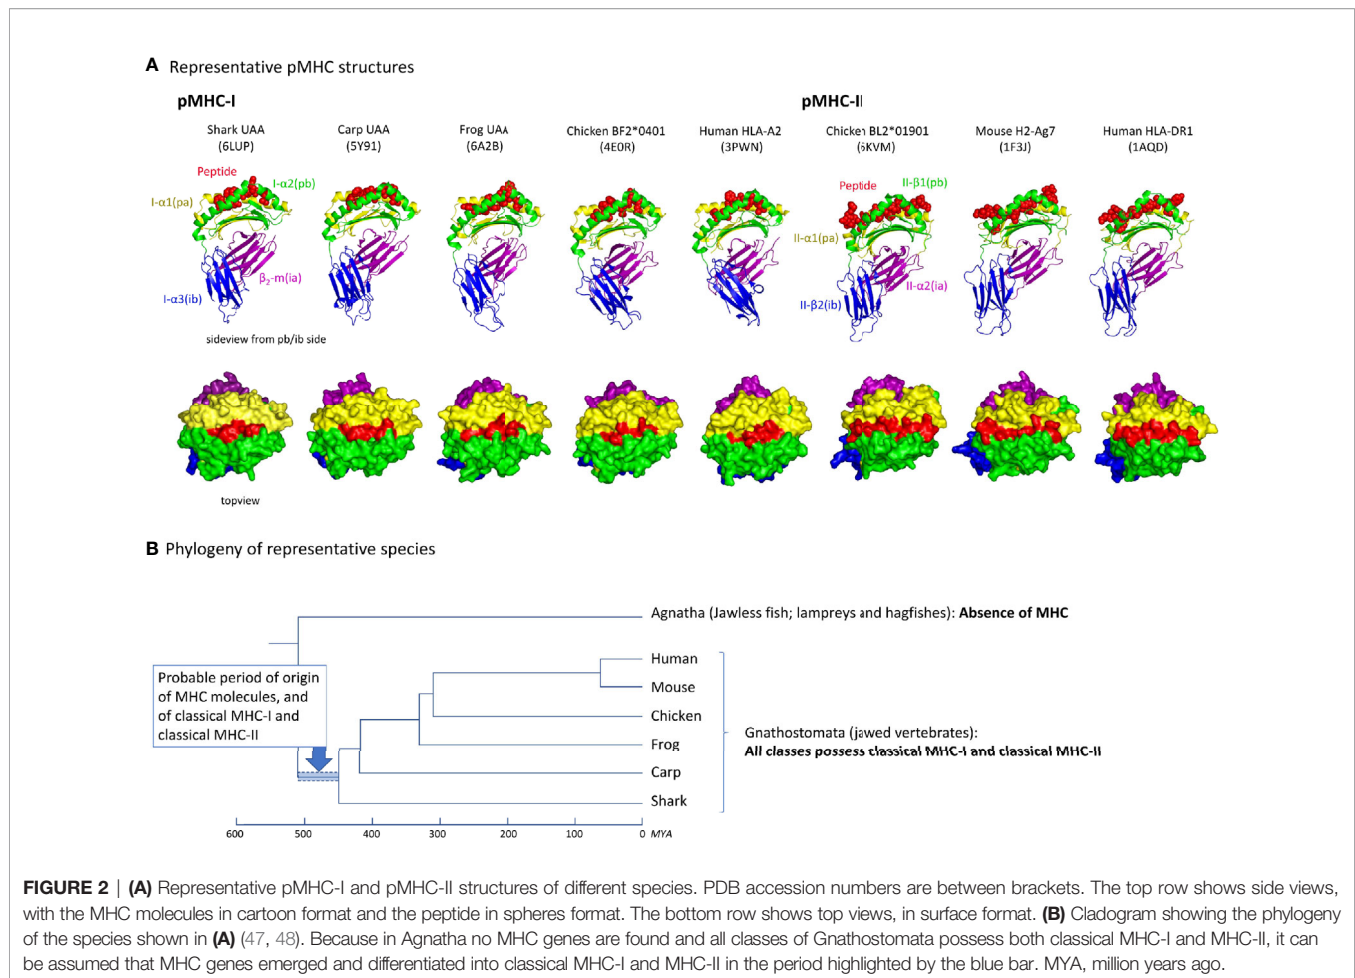 A Representative pMHC structures
pMHC-I
pMHC-II
Shark UAA
(6LUP)
Carp UAA
(5Y91)
Frog UAA
(6A2B)
Chicken BF2*0401
(4E0R)
Human HLA-A2
(3PWN)
Chicken BL2*01901
(6KVM)
Mouse H2-Ag7
(1F3J)
Human HLA-DR1
(1AQD)
Peptide
I-α2(pb)
I-α1(pa)
β2-m(ia)
I-α3(ib)
Peptide
II-β1(pb)
II-α1(pa)
II-α2(ia)
II-β2(ib)
sideview from pb/ib side
topview
B Phylogeny of representative species
Agnatha (Jawless fish; lampreys and hagfishes): Absence of MHC
Probable period of origin
of MHC molecules, and
of classical MHC-I and
classical MHC-II
Human
Mouse
Chicken
Frog
Carp
Shark
Gnathostomata (jawed vertebrates):
All classes possess classical MHC-I and classical MHC-II
600 500 400 300 200 100 0 MYA
FIGURE 2 | (A) Representative pMHC-I and pMHC-II structures of different species. PDB accession numbers are between brackets. The top row shows side views,
with the MHC molecules in cartoon format and the peptide in spheres format. The bottom row shows top views, in surface format. (B) Cladogram showing the phylogeny
of the species shown in (A) (47, 48). Because in Agnatha no MHC genes are found and all classes of Gnathostomata possess both classical MHC-I and MHC-II, it can
be assumed that MHC genes emerged and differentiated into classical MHC-I and MHC-II in the period highlighted by the blue bar. MYA, million years ago.